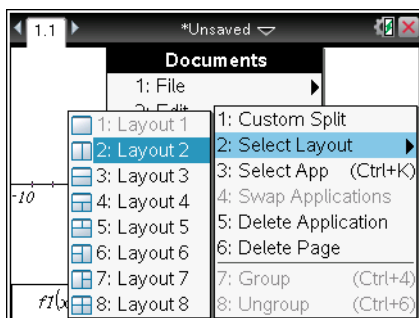 1.1 *Unsaved
Documents
1: File
2: Edit
1: Layout 1
2: Layout 2
3: Layout 3
4: Layout 4
5: Layout 5
6: Layout 6
7: Layout 7
8: Layout 8
1: Custom Split
2: Select Layout
3: Select App (Ctrl+K)
4: Swap Applications
5: Delete Application
6: Delete Page
7: Group (Ctrl+4)
8: Ungroup (Ctrl+6)
-10
f1(x